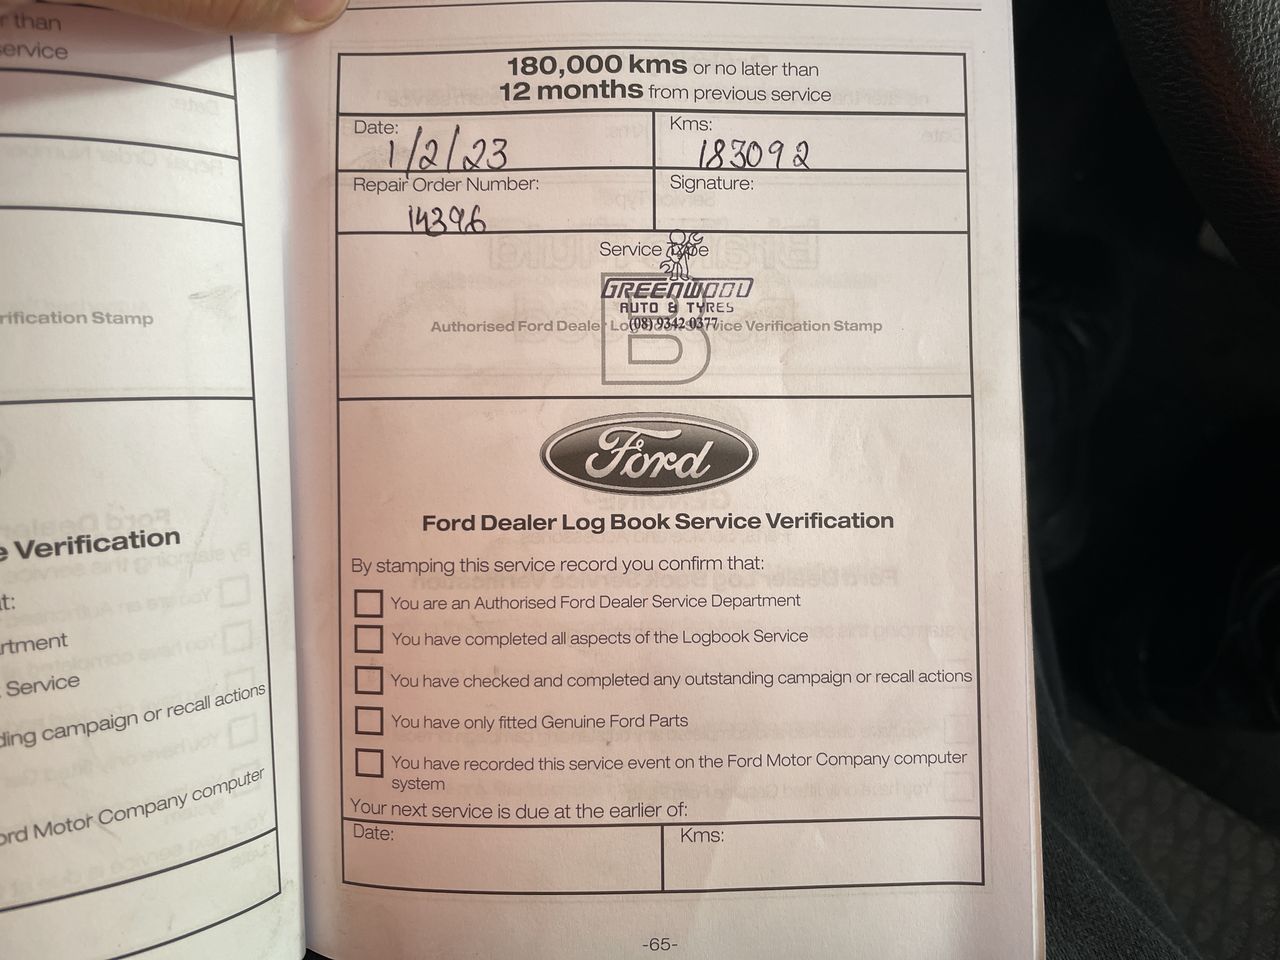 r than
service
rification Stamp
e Verification
t:
rtment
Service
ding campaign or recall actions
ord Motor Company computer
180,000 kms or no later than
12 months from previous service
Date: 1/2/23
Kms: 183092
Repair Order Number: 14396
Signature:
Service Type
B
GREENWOOD
AUTO & TYRES
(08) 9342 0377
Authorised Ford Dealer Logbook Service Verification Stamp
Ford
Ford Dealer Log Book Service Verification
By stamping this service record you confirm that:
You are an Authorised Ford Dealer Service Department
You have completed all aspects of the Logbook Service
You have checked and completed any outstanding campaign or recall actions
You have only fitted Genuine Ford Parts
You have recorded this service event on the Ford Motor Company computer
system
Your next service is due at the earlier of:
Date:
Kms:
-65-